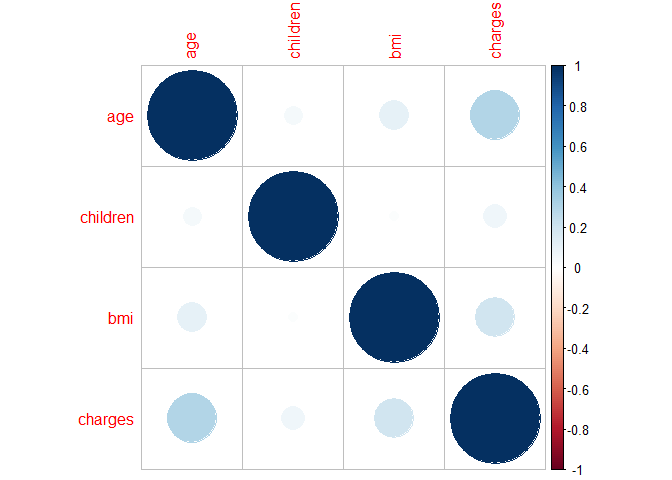 age
children
bmi
charges
age
children
bmi
charges
1
0.8
0.6
0.4
0.2
0
-0.2
-0.4
-0.6
-0.8
-1